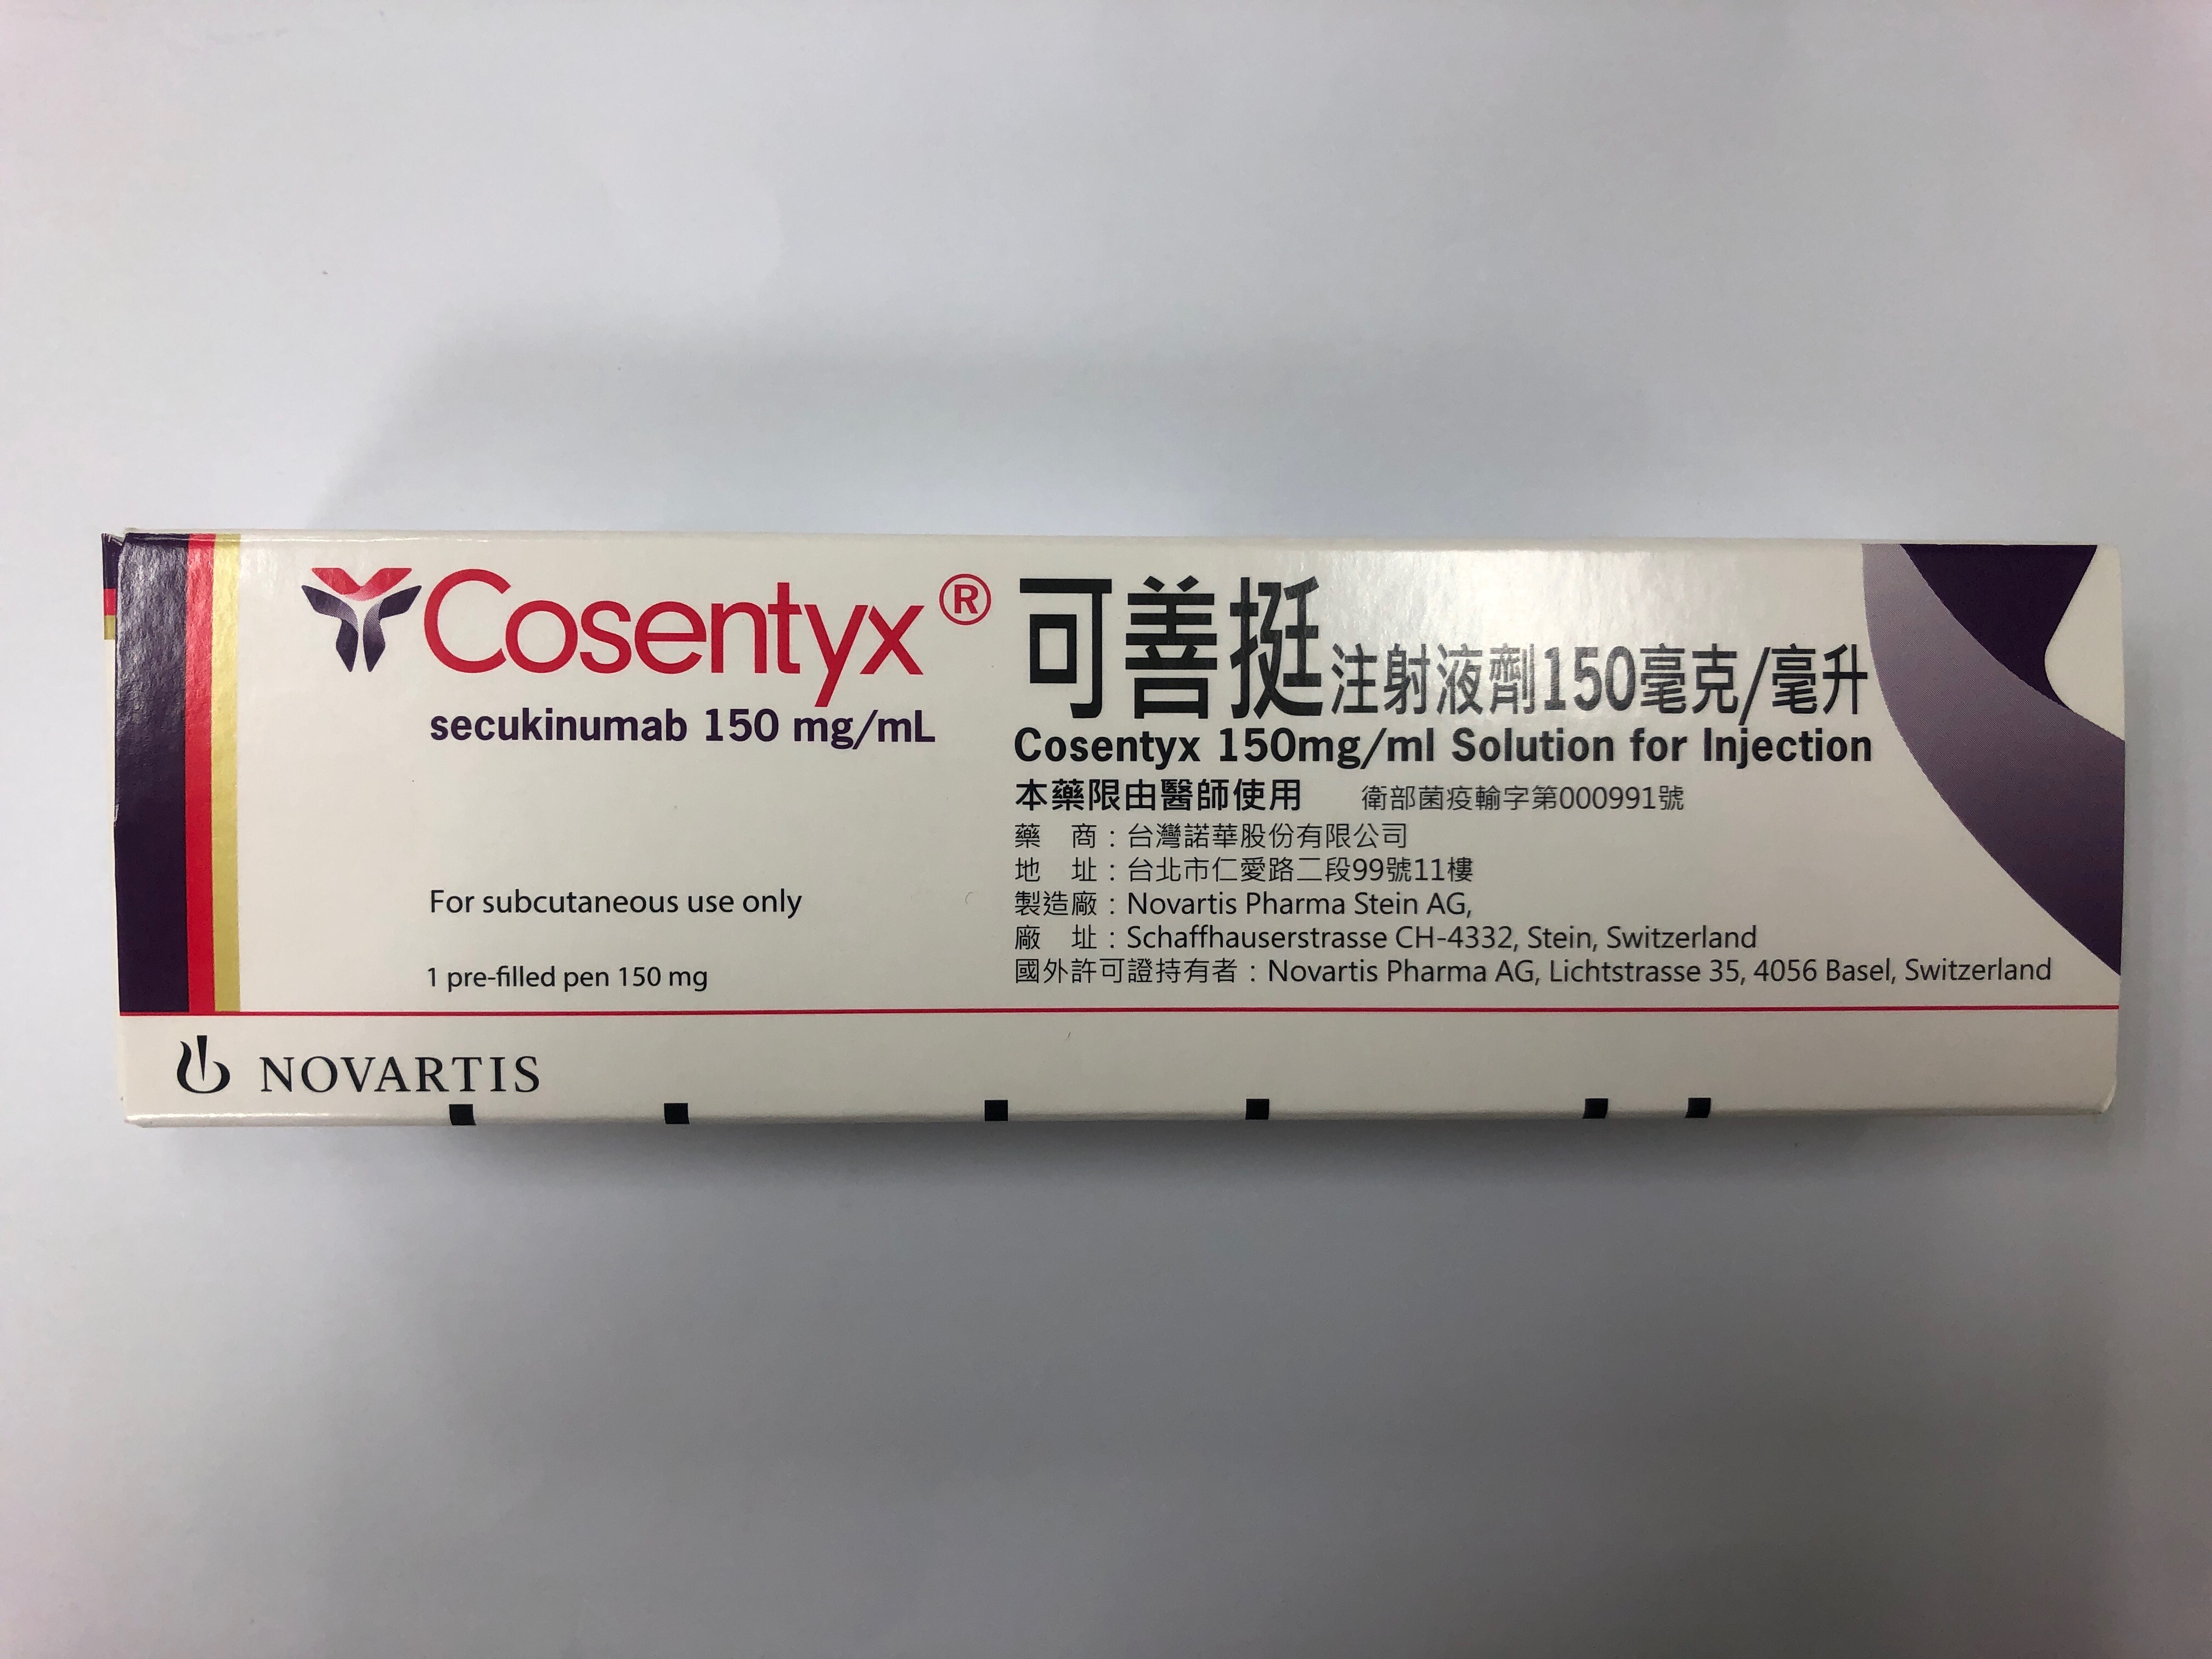 Cosentyx®
secukinumab 150 mg/mL
For subcutaneous use only
1 pre-filled pen 150 mg
NOVARTIS
可善挺注射液劑150毫克/毫升
Cosentyx 150mg/ml Solution for Injection
本藥限由醫師使用 衛部菌疫輸字第000991號
藥 商：台灣諾華股份有限公司
地 址：台北市仁愛路二段99號11樓
製造廠：Novartis Pharma Stein AG,
廠 址：Schaffhauserstrasse CH-4332, Stein, Switzerland
國外許可證持有者：Novartis Pharma AG, Lichtstrasse 35, 4056 Basel, Switzerland